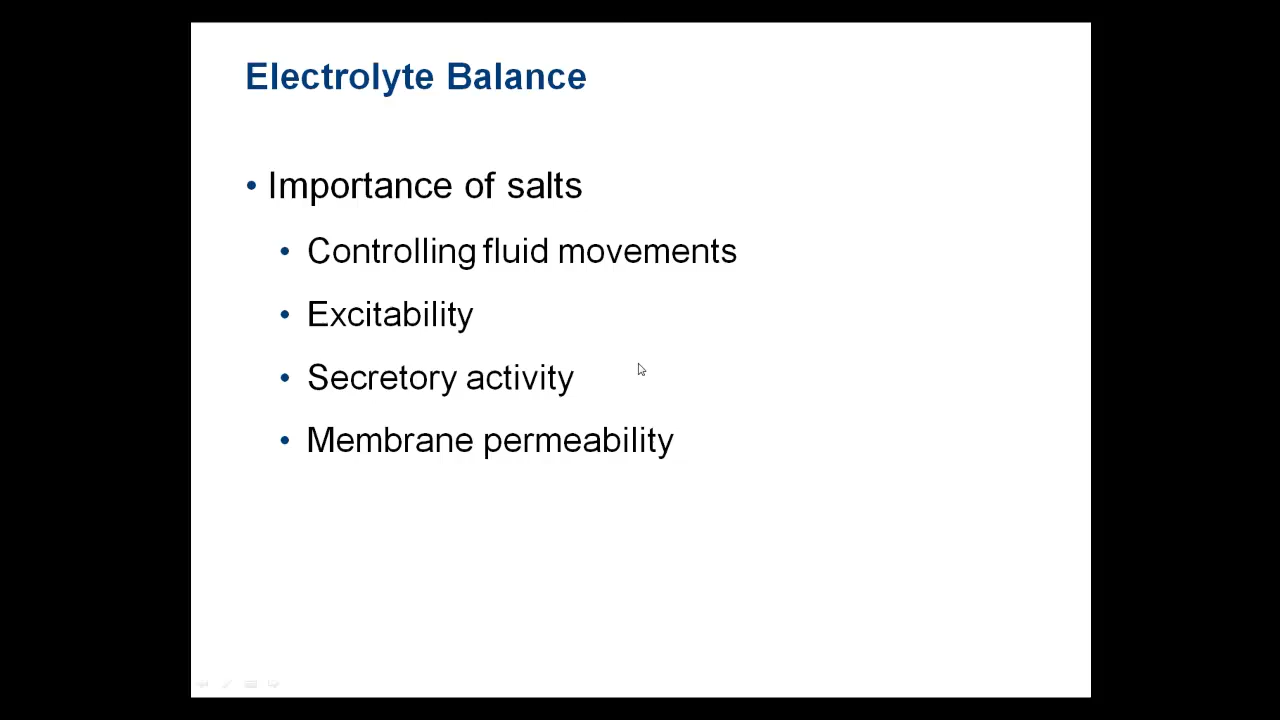 Electrolyte Balance
• Importance of salts
• Controlling fluid movements
• Excitability
• Secretory activity
• Membrane permeability